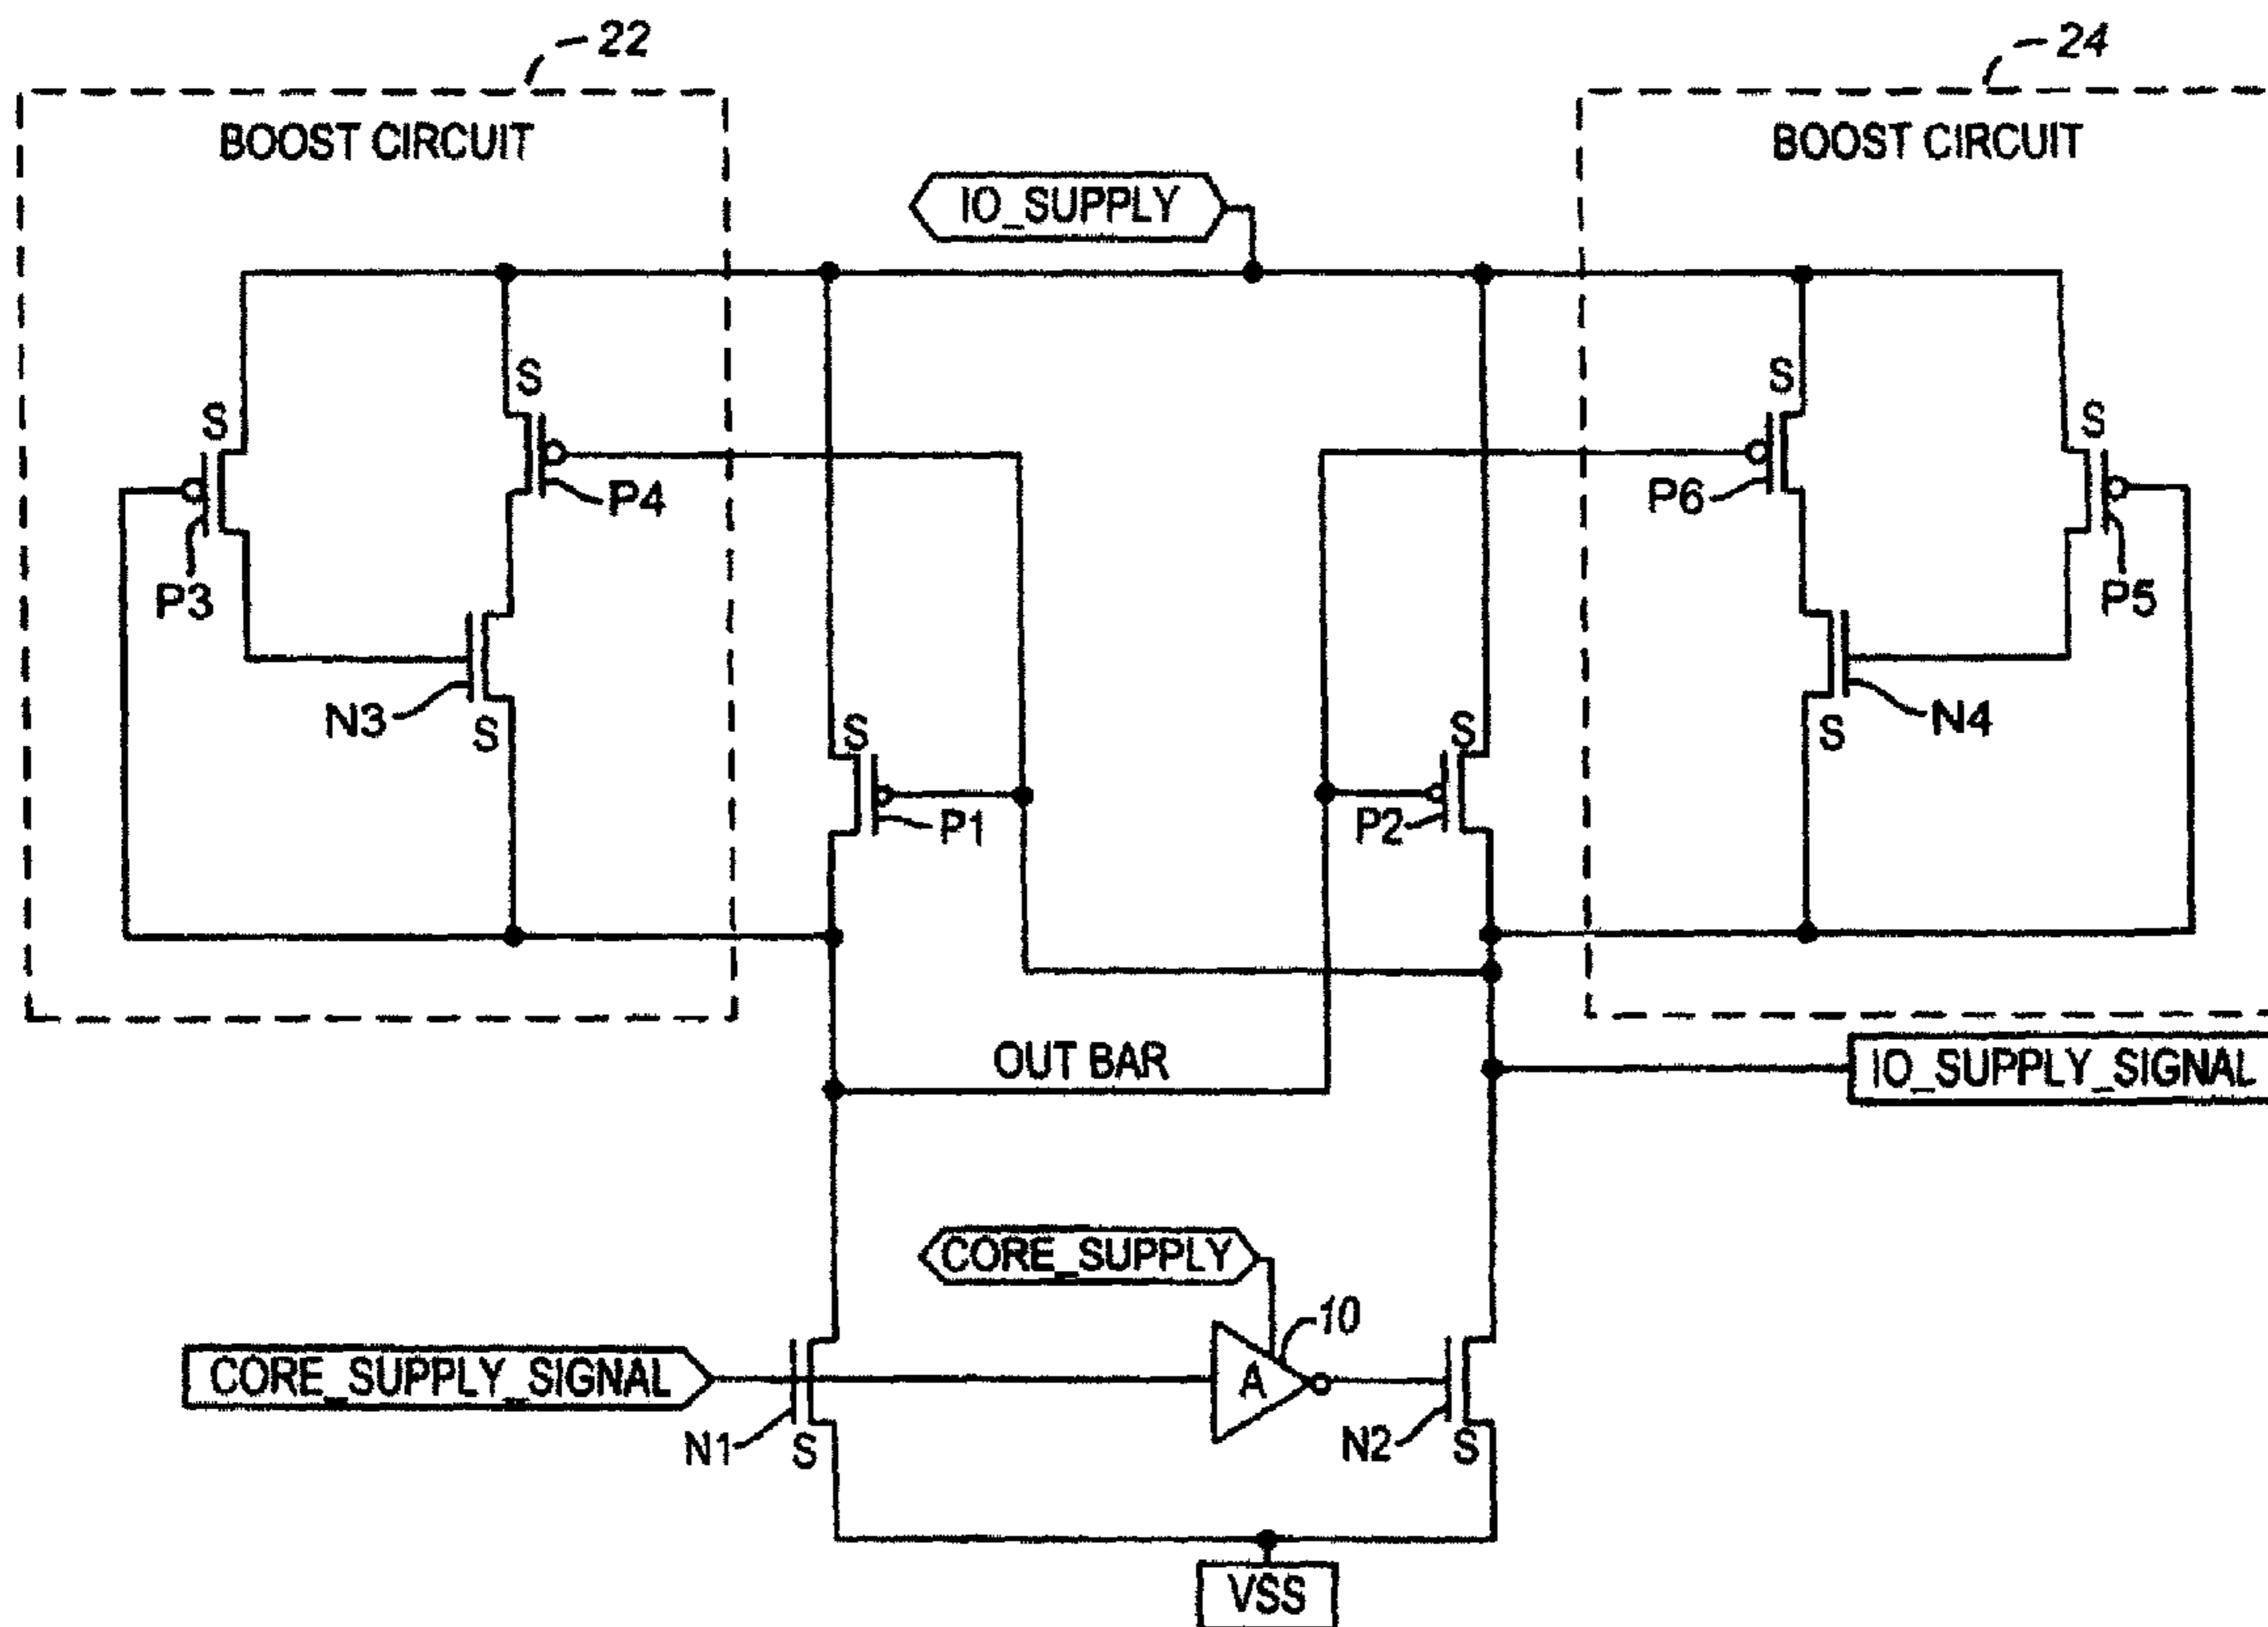 22
24
BOOST CIRCUIT
BOOST CIRCUIT
IO_SUPPLY
S
S
S
S
P4
P6
P3
P5
N3
S
S
S
S
N4
P1
P2
OUT BAR
IO_SUPPLY_SIGNAL
CORE_SUPPLY
10
CORE_SUPPLY_SIGNAL
A
N1
S
N2
S
VSS